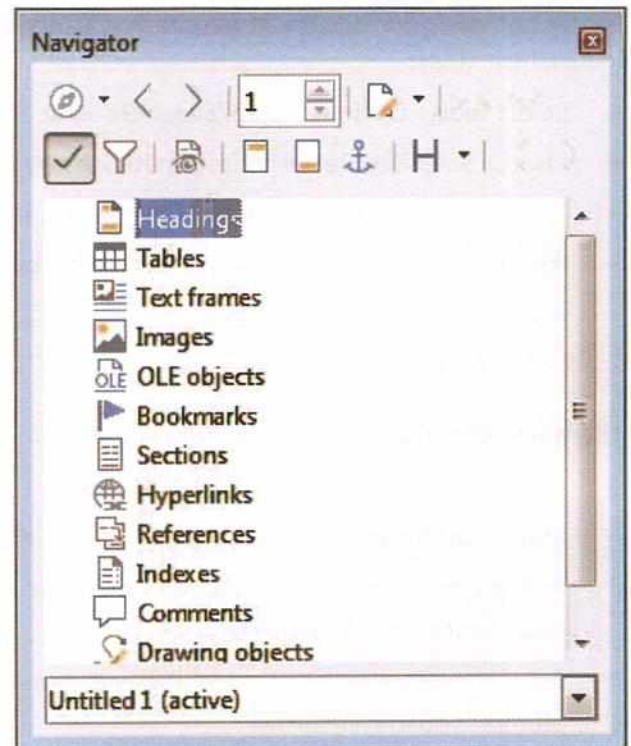 Navigator
1
H
Headings
Tables
Text frames
Images
OLE OLE objects
Bookmarks
Sections
Hyperlinks
References
Indexes
Comments
Drawing objects
Untitled 1 (active)